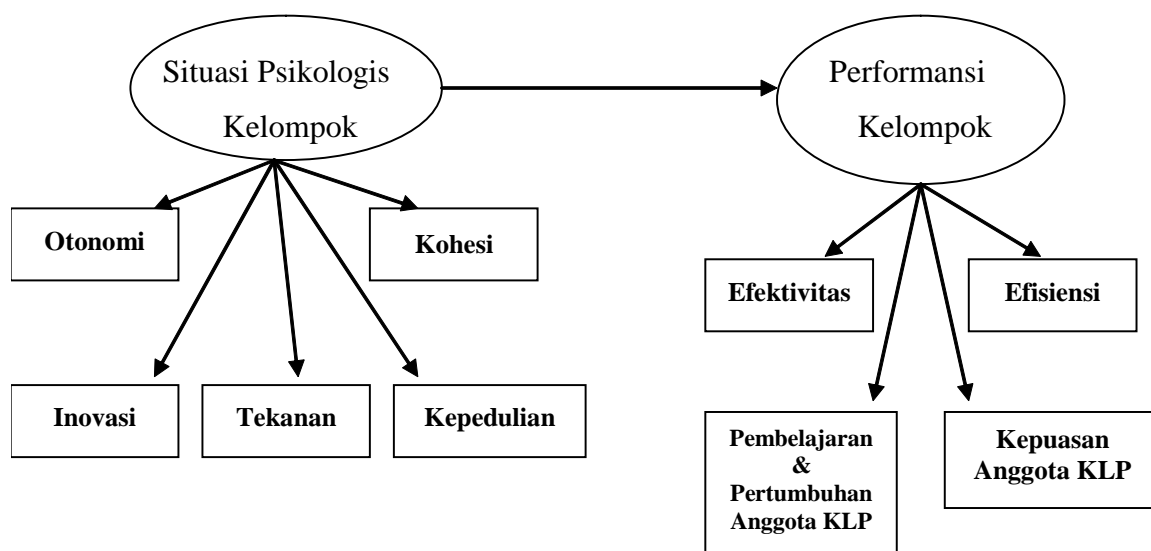 Situasi Psikologis
Kelompok
Performansi
Kelompok
Otonomi
Kohesi
Efektivitas
Efisiensi
Inovasi
Tekanan
Kepedulian
Pembelajaran
&
Pertumbuhan
Anggota KLP
Kepuasan
Anggota KLP